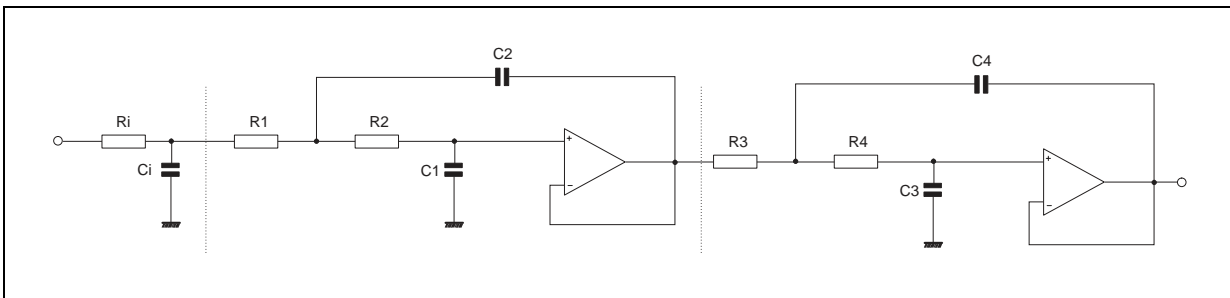 C2
C4
Ri
R1
R2
R3
R4
Ci
C1
C3
+
−
+
−